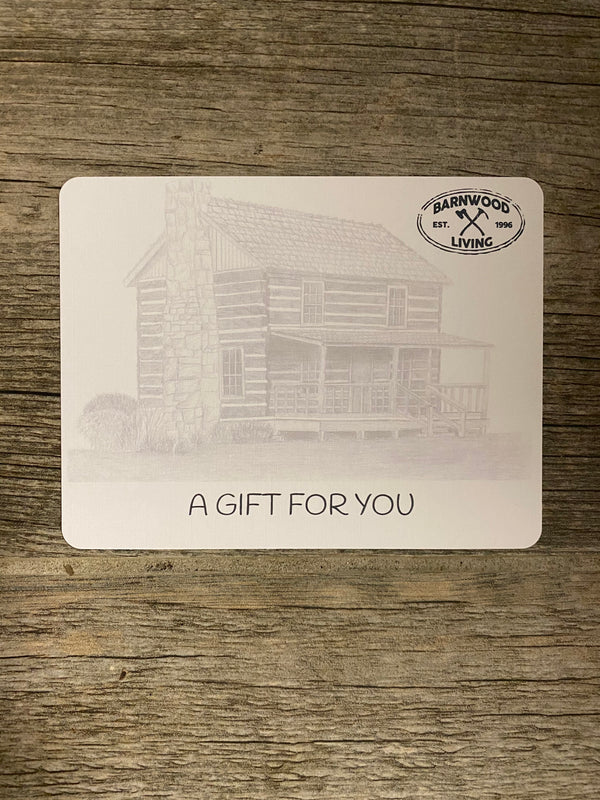 BARNWOOD
EST. 1996
LIVING
A GIFT FOR YOU